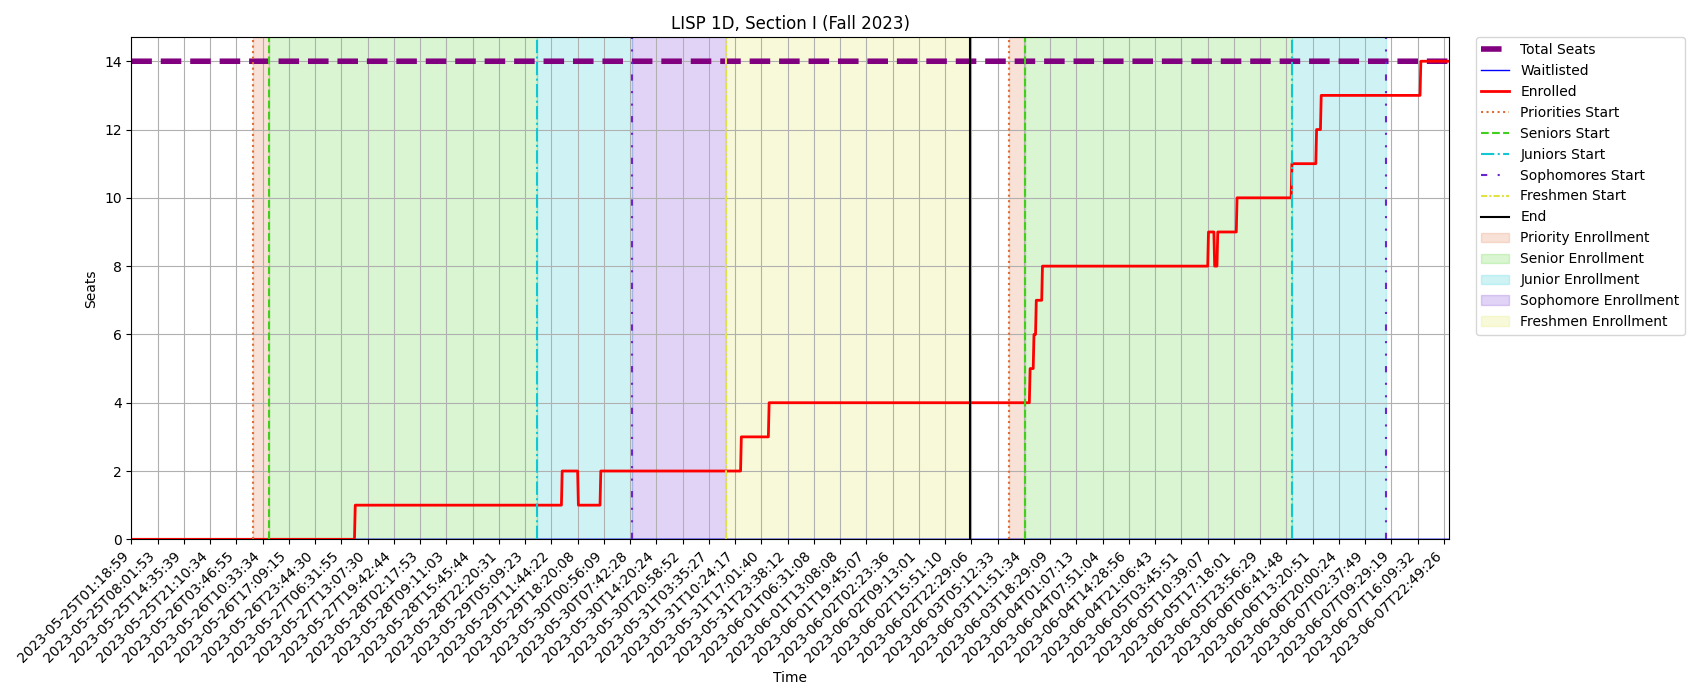 LISP 1D, Section I (Fall 2023)
Seats
14
12
10
8
6
4
2
0
2023-05-25T01:18:59
2023-05-25T08:01:53
2023-05-25T14:35:39
2023-05-25T21:10:34
2023-05-26T03:46:55
2023-05-26T10:33:34
2023-05-26T17:09:15
2023-05-26T23:44:30
2023-05-27T06:31:55
2023-05-27T13:07:30
2023-05-27T19:42:44
2023-05-28T02:17:53
2023-05-28T09:11:03
2023-05-28T15:45:44
2023-05-28T22:20:31
2023-05-29T05:09:23
2023-05-29T11:44:22
2023-05-29T18:20:08
2023-05-30T00:56:09
2023-05-30T07:42:28
2023-05-30T14:20:24
2023-05-30T20:58:52
2023-05-31T03:35:27
2023-05-31T10:24:17
2023-05-31T17:01:40
2023-05-31T23:38:12
2023-06-01T06:31:08
2023-06-01T13:08:08
2023-06-01T19:45:07
2023-06-02T02:23:36
2023-06-02T09:13:01
2023-06-02T15:51:10
2023-06-02T22:29:06
2023-06-03T05:12:33
2023-06-03T11:51:34
2023-06-03T18:29:09
2023-06-04T01:07:13
2023-06-04T07:51:04
2023-06-04T14:28:56
2023-06-04T21:06:43
2023-06-05T03:45:51
2023-06-05T10:39:07
2023-06-05T17:18:01
2023-06-05T23:56:29
2023-06-06T06:41:48
2023-06-06T13:20:51
2023-06-06T20:00:24
2023-06-07T02:37:49
2023-06-07T09:29:19
2023-06-07T16:09:32
2023-06-07T22:49:26
Time
Total Seats
Waitlisted
Enrolled
Priorities Start
Seniors Start
Juniors Start
Sophomores Start
Freshmen Start
End
Priority Enrollment
Senior Enrollment
Junior Enrollment
Sophomore Enrollment
Freshmen Enrollment